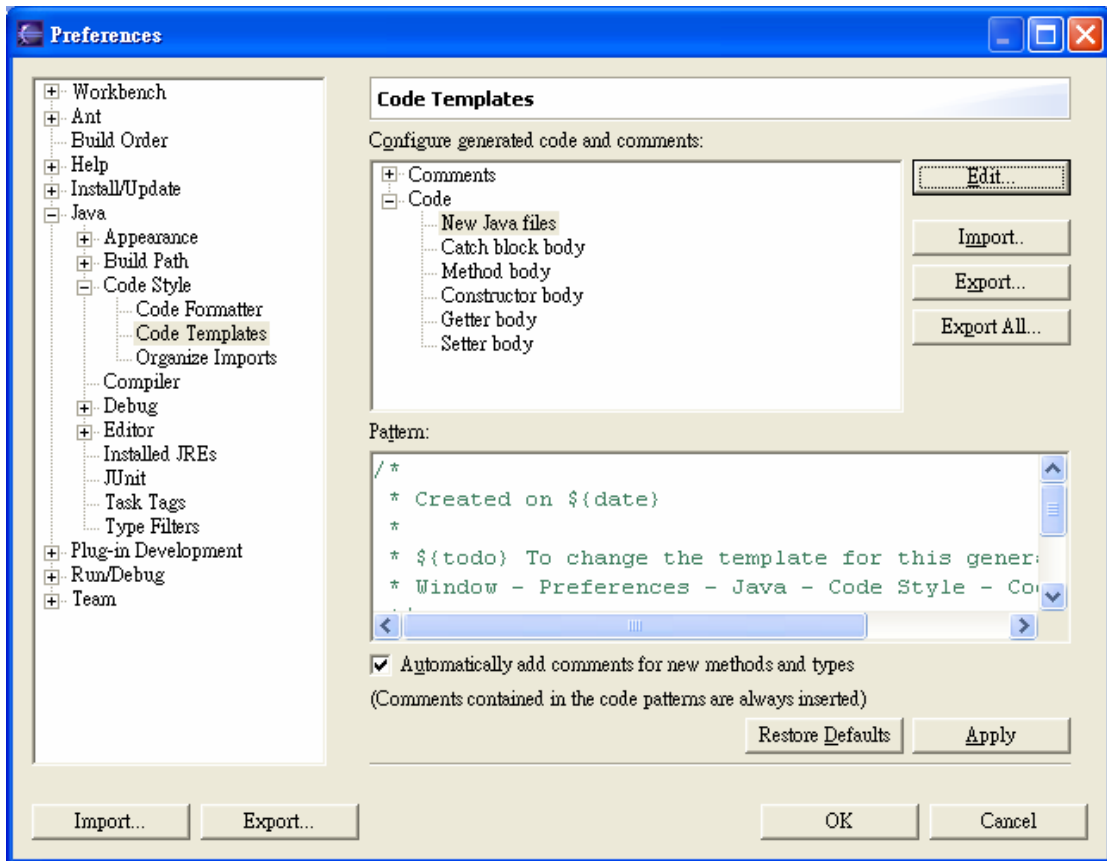 Preferences
Workbench
Ant
Build Order
Help
Install/Update
Java
Appearance
Build Path
Code Style
Code Formatter
Code Templates
Organize Imports
Compiler
Debug
Editor
Installed JREs
JUnit
Task Tags
Type Filters
Plug-in Development
Run/Debug
Team
Code Templates
Configure generated code and comments:
Comments
Code
New Java files
Catch block body
Method body
Constructor body
Getter body
Setter body
Edit...
Import..
Export...
Export All...
Pattern:
/*
* Created on ${date}
*
* ${todo} To change the template for this gener
* Window - Preferences - Java - Code Style - Co
Automatically add comments for new methods and types
(Comments contained in the code patterns are always inserted)
Restore Defaults
Apply
Import...
Export...
OK
Cancel